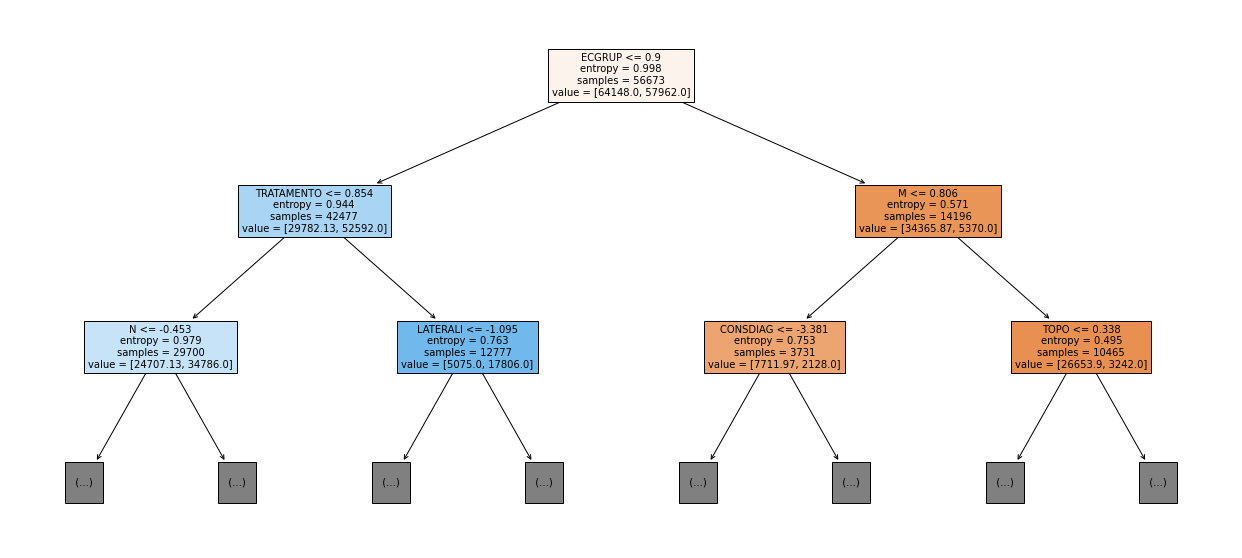 ECGRUP <= 0.9
entropy = 0.998
samples = 56673
value = [64148.0, 57962.0]
TRATAMENTO <= 0.854
entropy = 0.944
samples = 42477
value = [29782.13, 52592.0]
M <= 0.806
entropy = 0.571
samples = 14196
value = [34365.87, 5370.0]
N <= -0.453
entropy = 0.979
samples = 29700
value = [24707.13, 34786.0]
LATERALI <= -1.095
entropy = 0.763
samples = 12777
value = [5075.0, 17806.0]
CONSDIAG <= -3.381
entropy = 0.753
samples = 3731
value = [7711.97, 2128.0]
TOPO <= 0.338
entropy = 0.495
samples = 10465
value = [26653.9, 3242.0]
(...)
(...)
(...)
(...)
(...)
(...)
(...)
(...)